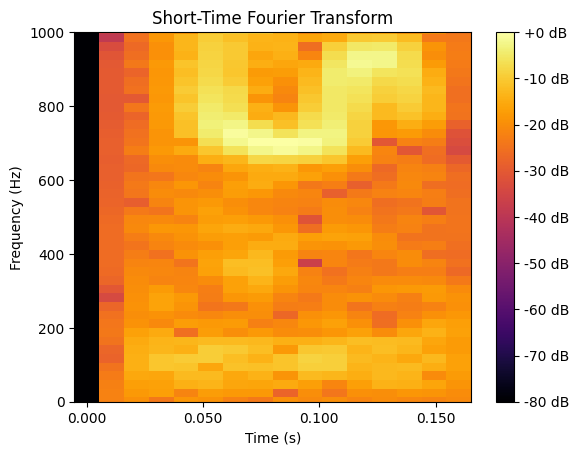 Short-Time Fourier Transform
1000
800
600
400
200
0
Frequency (Hz)
0.000
0.050
0.100
0.150
Time (s)
+0 dB
-10 dB
-20 dB
-30 dB
-40 dB
-50 dB
-60 dB
-70 dB
-80 dB